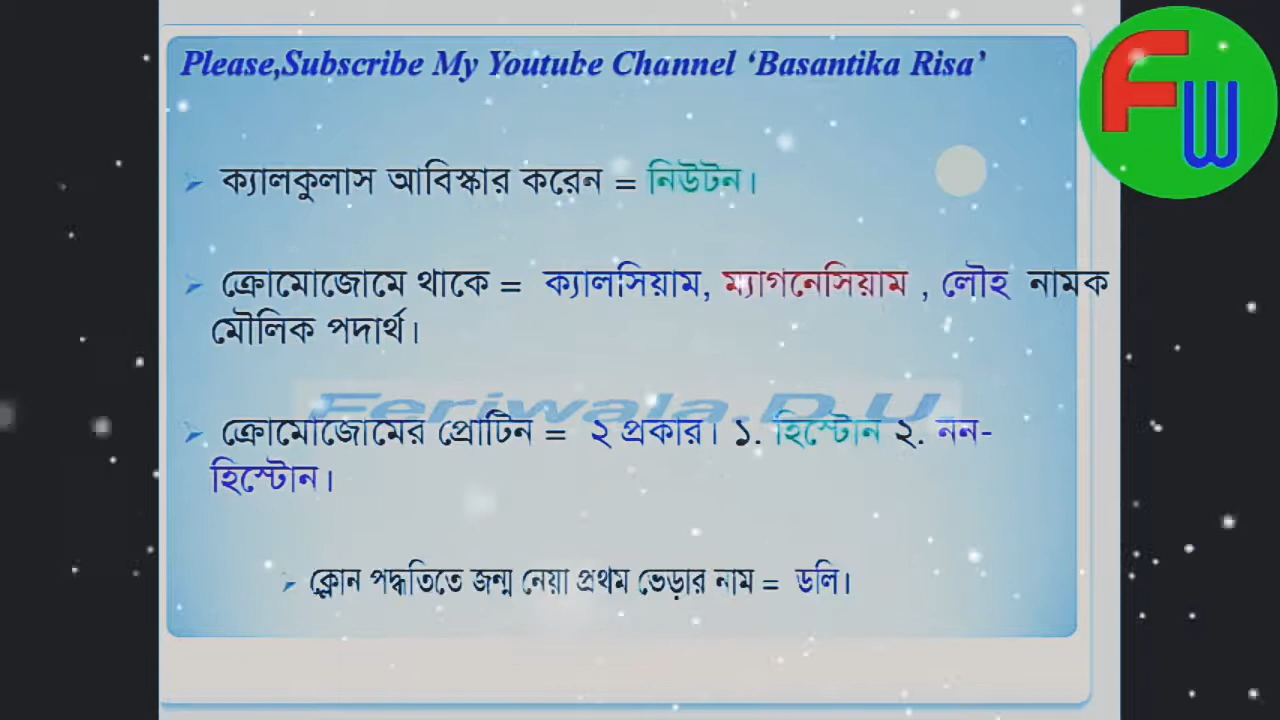 Please,Subscribe My Youtube Channel ‘Basantika Risa’
FW
ক্যালকুলাস আবিস্কার করেন = নিউটন।
ক্রোমোজোমে থাকে = ক্যালসিয়াম, ম্যাগনেসিয়াম , লৌহ নামক
মৌলিক পদার্থ।
Feriwala.D.U.
ক্রোমোজোমের প্রোটিন = ২ প্রকার। ১. হিস্টোন ২. নন-
হিস্টোন।
ক্লোন পদ্ধতিতে জন্ম নেয়া প্রথম ভেড়ার নাম = ডলি।